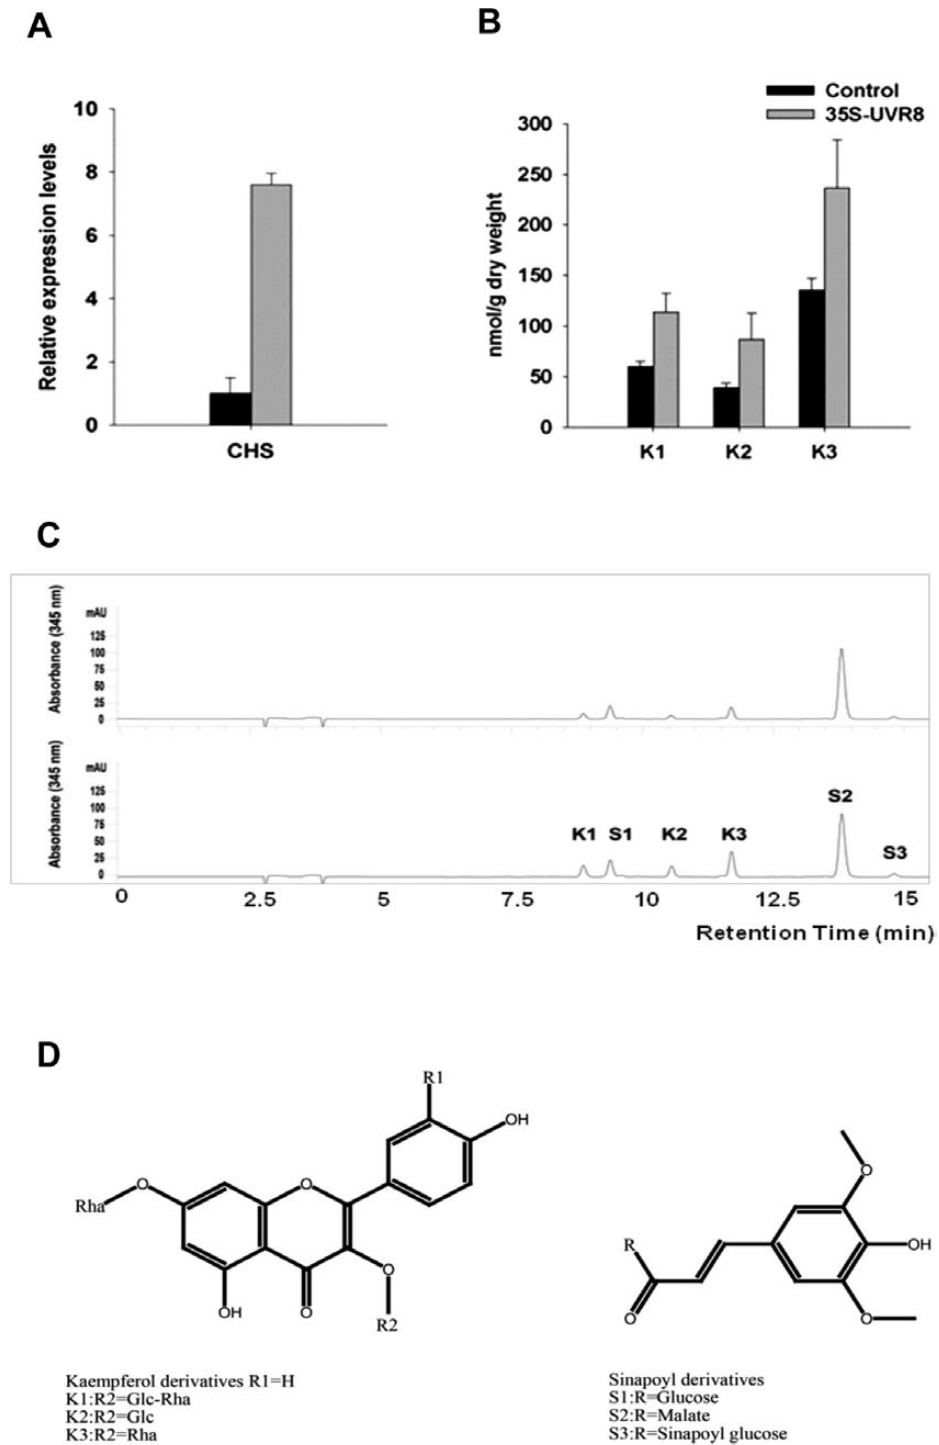 A
B
Control
35S-UVR8
Relative expression levels
10
8
6
4
2
0
CHS
nmol/g dry weight
300
250
200
150
100
50
0
K1 K2 K3
C
Absorbance (345 nm)
mAU
125
100
75
50
25
0
Absorbance (345 nm)
mAU
125
100
75
50
25
0
K1 S1 K2 K3 S2 S3
0 2.5 5 7.5 10 12.5 15
Retention Time (min)
D
R1
OH
O
O
Rha
O
OH
O
R2
O
R
OH
O
O
Kaempferol derivatives R1=H
K1:R2=Glc-Rha
K2:R2=Glc
K3:R2=Rha
Sinapoyl derivatives
S1:R=Glucose
S2:R=Malate
S3:R=Sinapoyl glucose